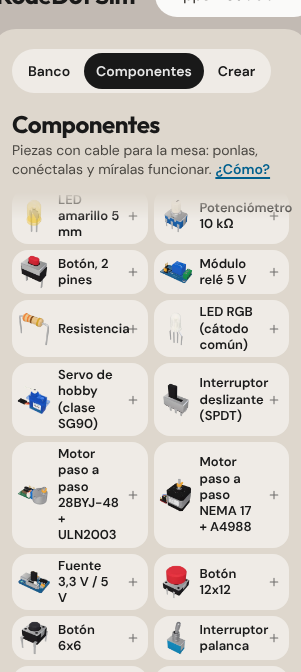 Banco
Componentes
Crear
Componentes
Piezas con cable para la mesa: ponlas,
conéctalas y míralas funcionar. ¿Cómo?
LED
amarillo 5
mm
+
Potenciómetro
10 kΩ
+
Botón, 2
pines
+
Módulo
relé 5 V
+
Resistencia
+
LED RGB
(cátodo
común)
+
Servo de
hobby
(clase
SG90)
+
Interruptor
deslizante
(SPDT)
+
Motor
paso a
paso
28BYJ-48
+
ULN2003
+
Motor
paso a
paso
NEMA 17
+ A4988
+
Fuente
3,3 V / 5
V
+
Botón
12x12
+
Botón
6x6
+
Interruptor
palanca
+